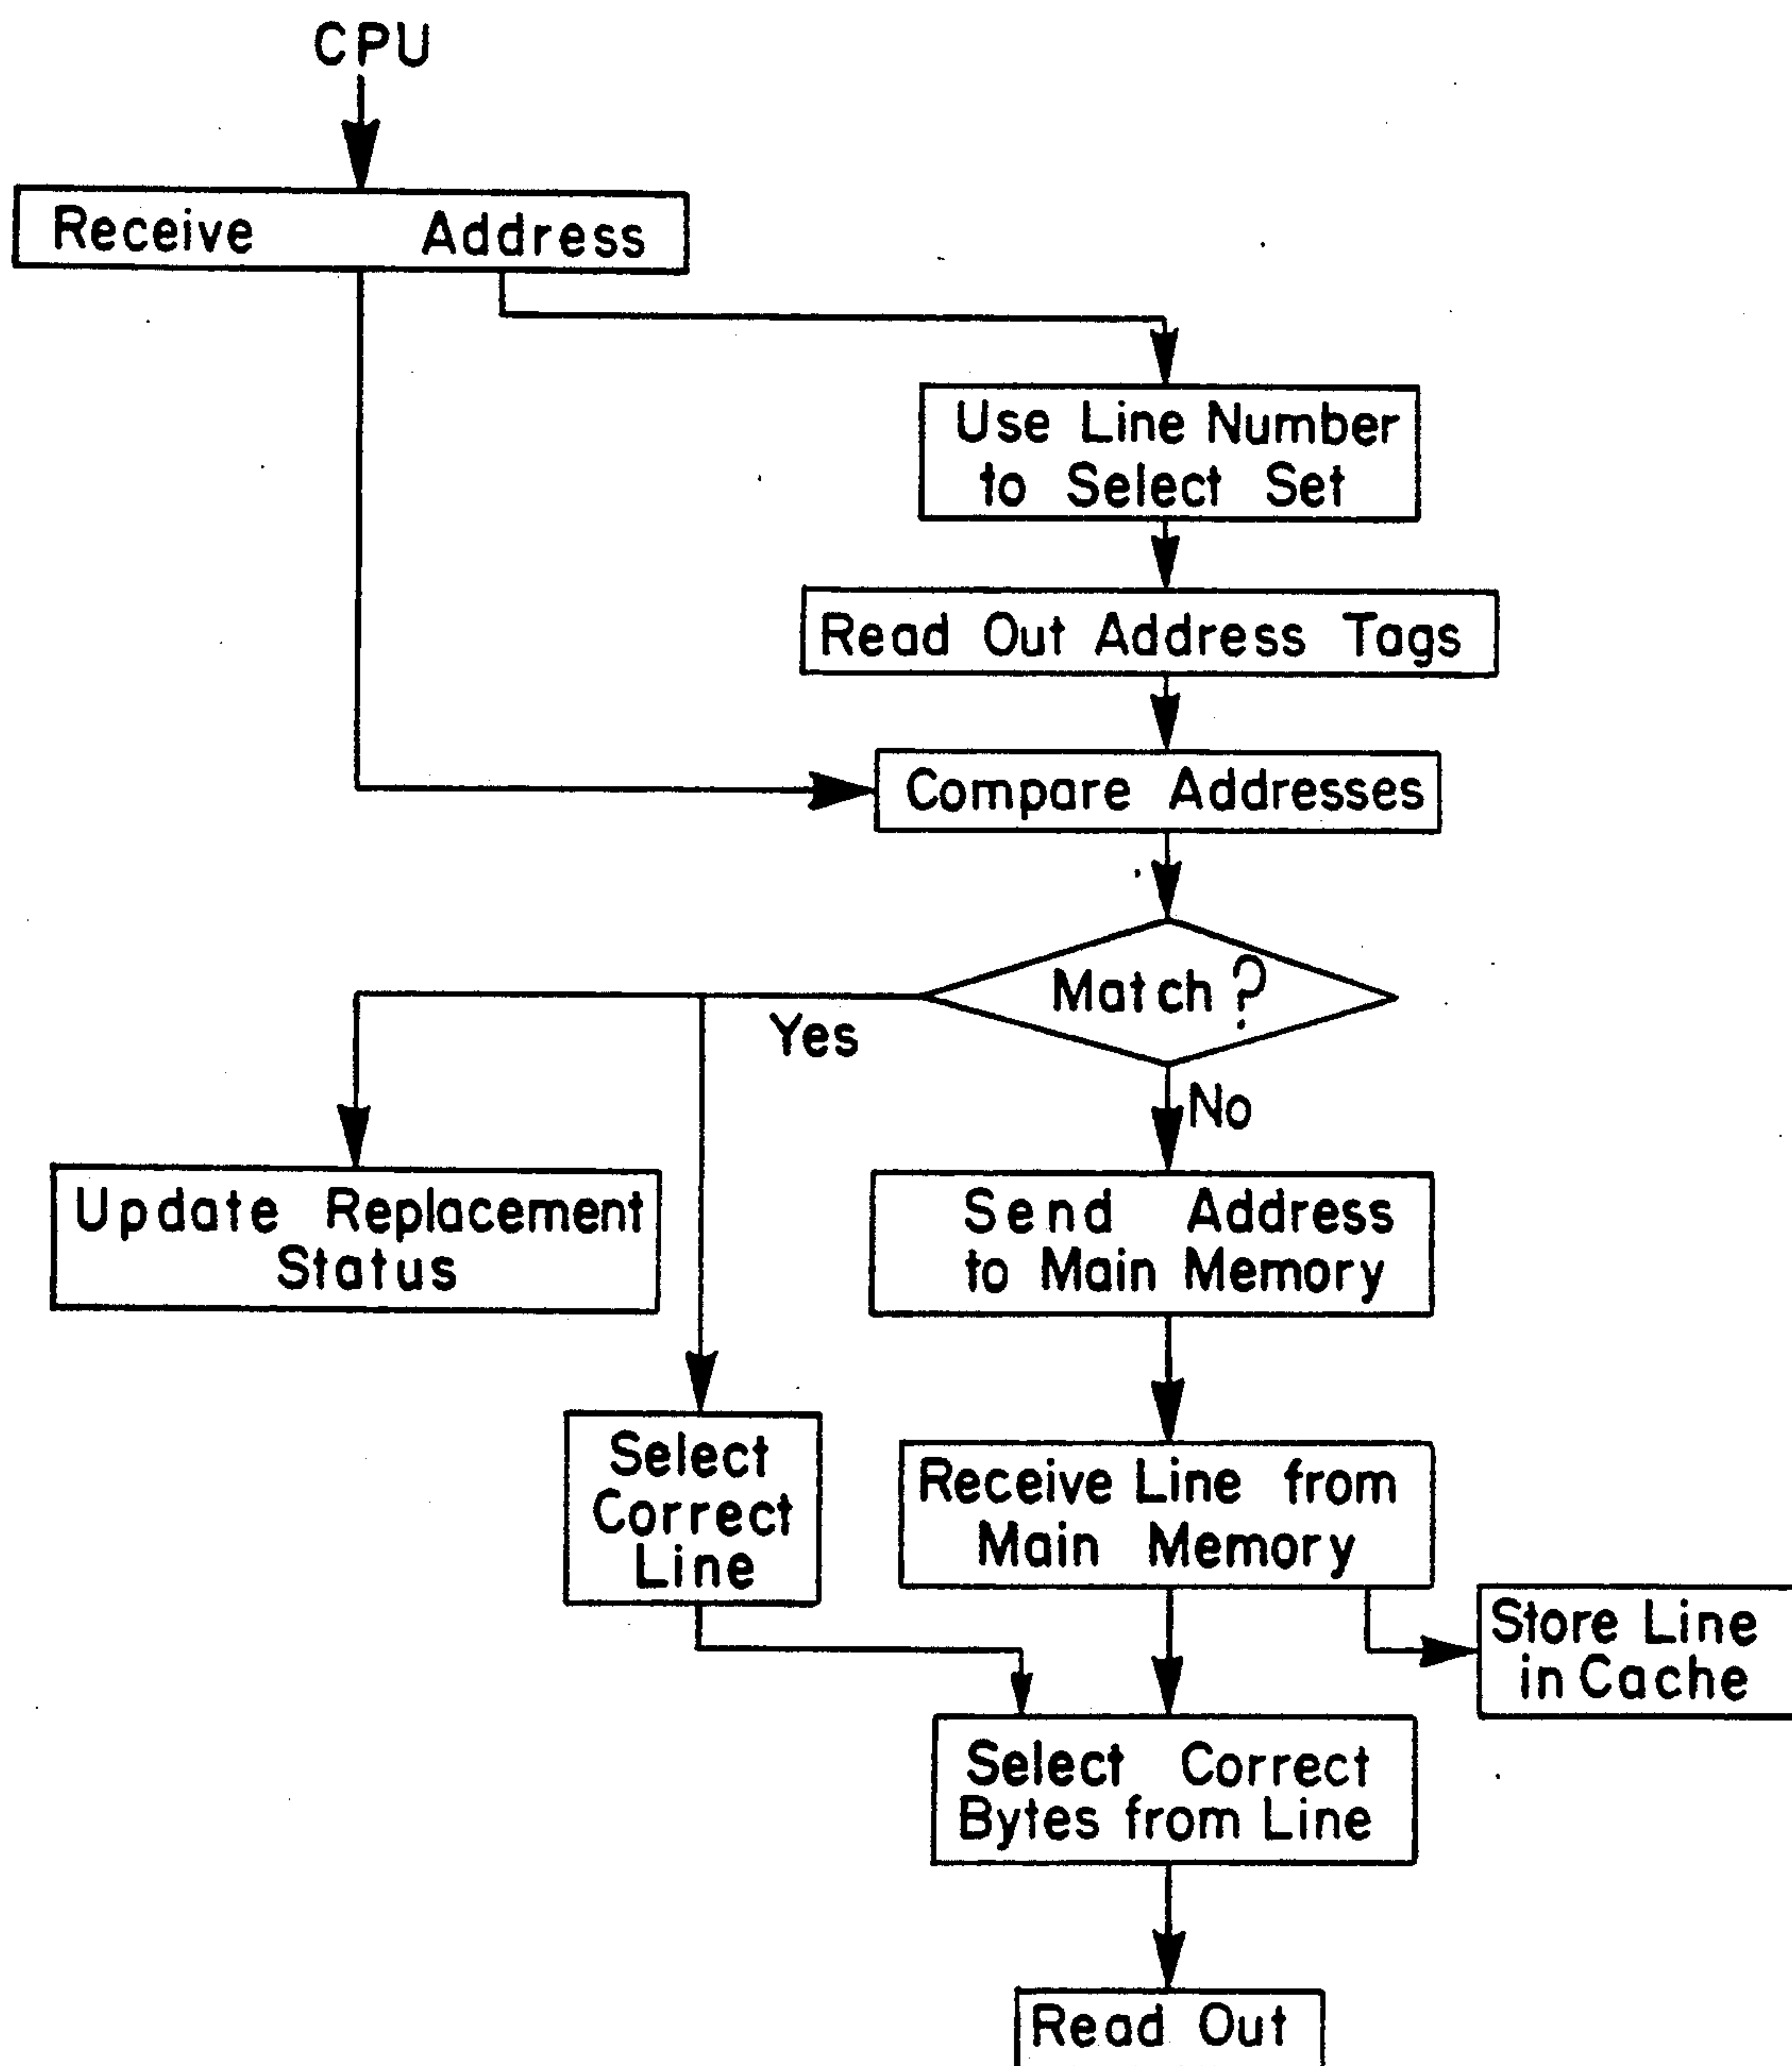 CPU
Receive Address
Use Line Number
to Select Set
Read Out Address Tags
Compare Addresses
Match?
Yes
No
Update Replacement
Status
Send Address
to Main Memory
Select
Correct
Line
Receive Line from
Main Memory
Store Line
in Cache
Select Correct
Bytes from Line
Read Out